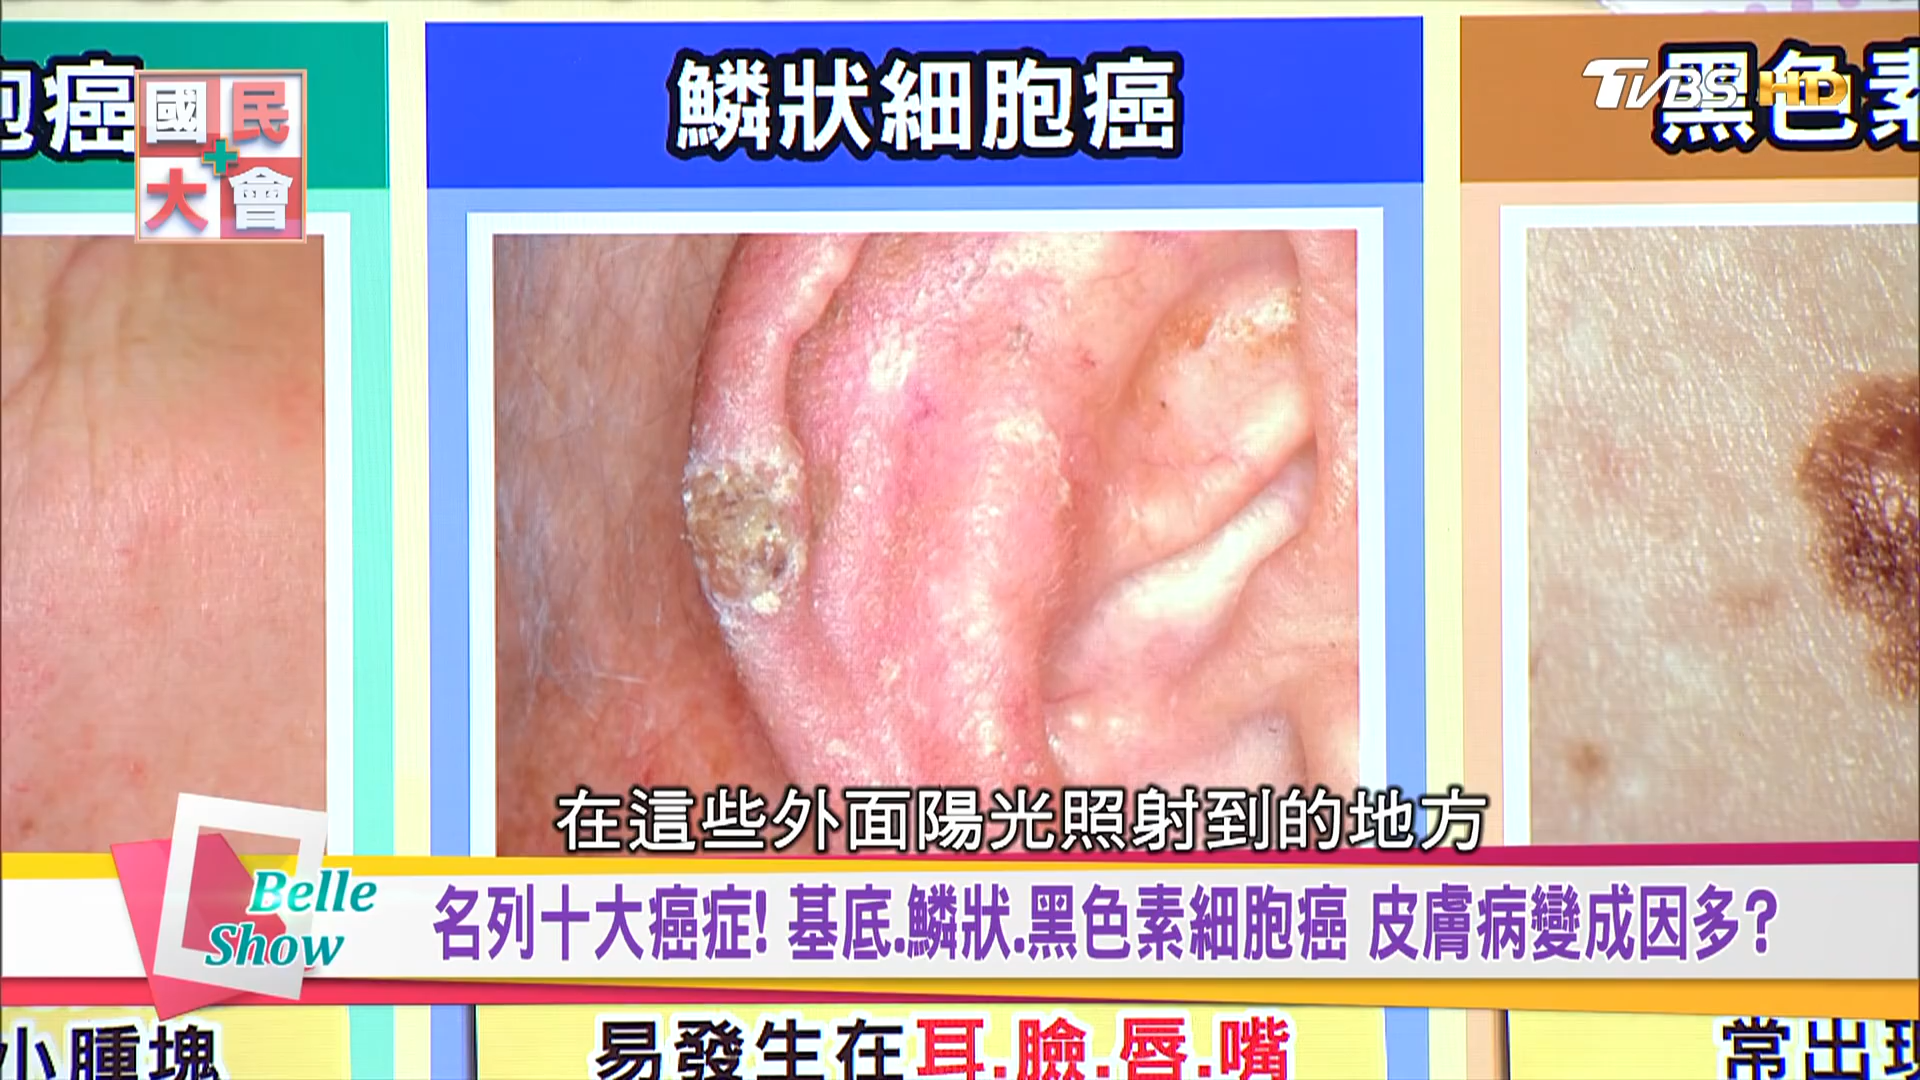 胞癌
國民
大會
鱗狀細胞癌
TVBS HD
黑色素
在這些外面陽光照射到的地方
Belle
Show
名列十大癌症! 基底.鱗狀.黑色素細胞癌 皮膚病變成因多?
小腫塊
易發生在耳.臉.唇.嘴
常出現